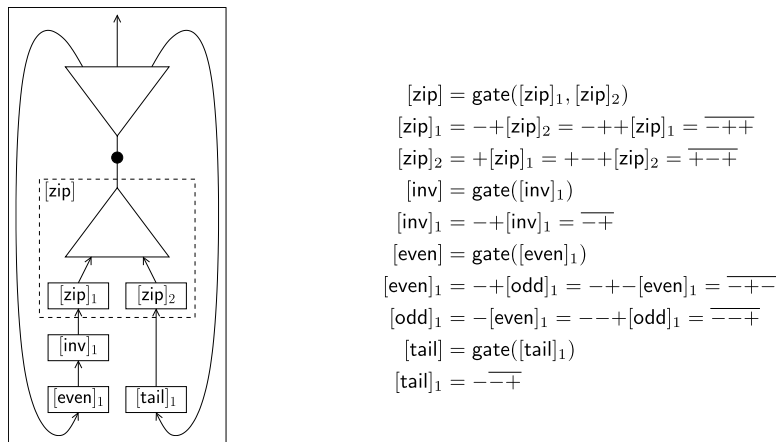 [zip]
[zip]₁ [zip]₂
[inv]₁
[even]₁ [tail]₁
[zip] = gate([zip]₁, [zip]₂)
[zip]₁ = −+[zip]₂ = −++[zip]₁ = −̅+̅+̅
[zip]₂ = +[zip]₁ = +−+[zip]₂ = +̅−̅+̅
[inv] = gate([inv]₁)
[inv]₁ = −+[inv]₁ = −̅+̅
[even] = gate([even]₁)
[even]₁ = −+[odd]₁ = −+−[even]₁ = −̅+̅−̅
[odd]₁ = −[even]₁ = −−+[odd]₁ = −̅−̅+̅
[tail] = gate([tail]₁)
[tail]₁ = −−̅+̅